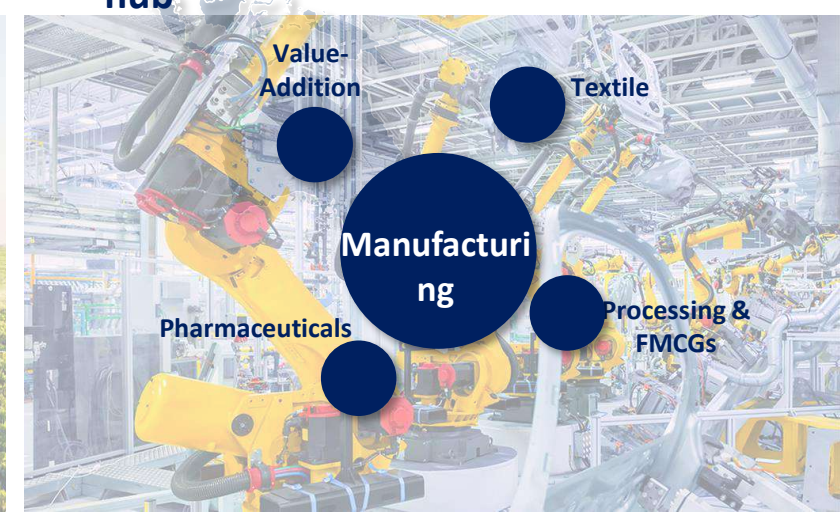 hub
Value-
Addition
Textile
Manufacturi
ng
Processing &
FMCGs
Pharmaceuticals